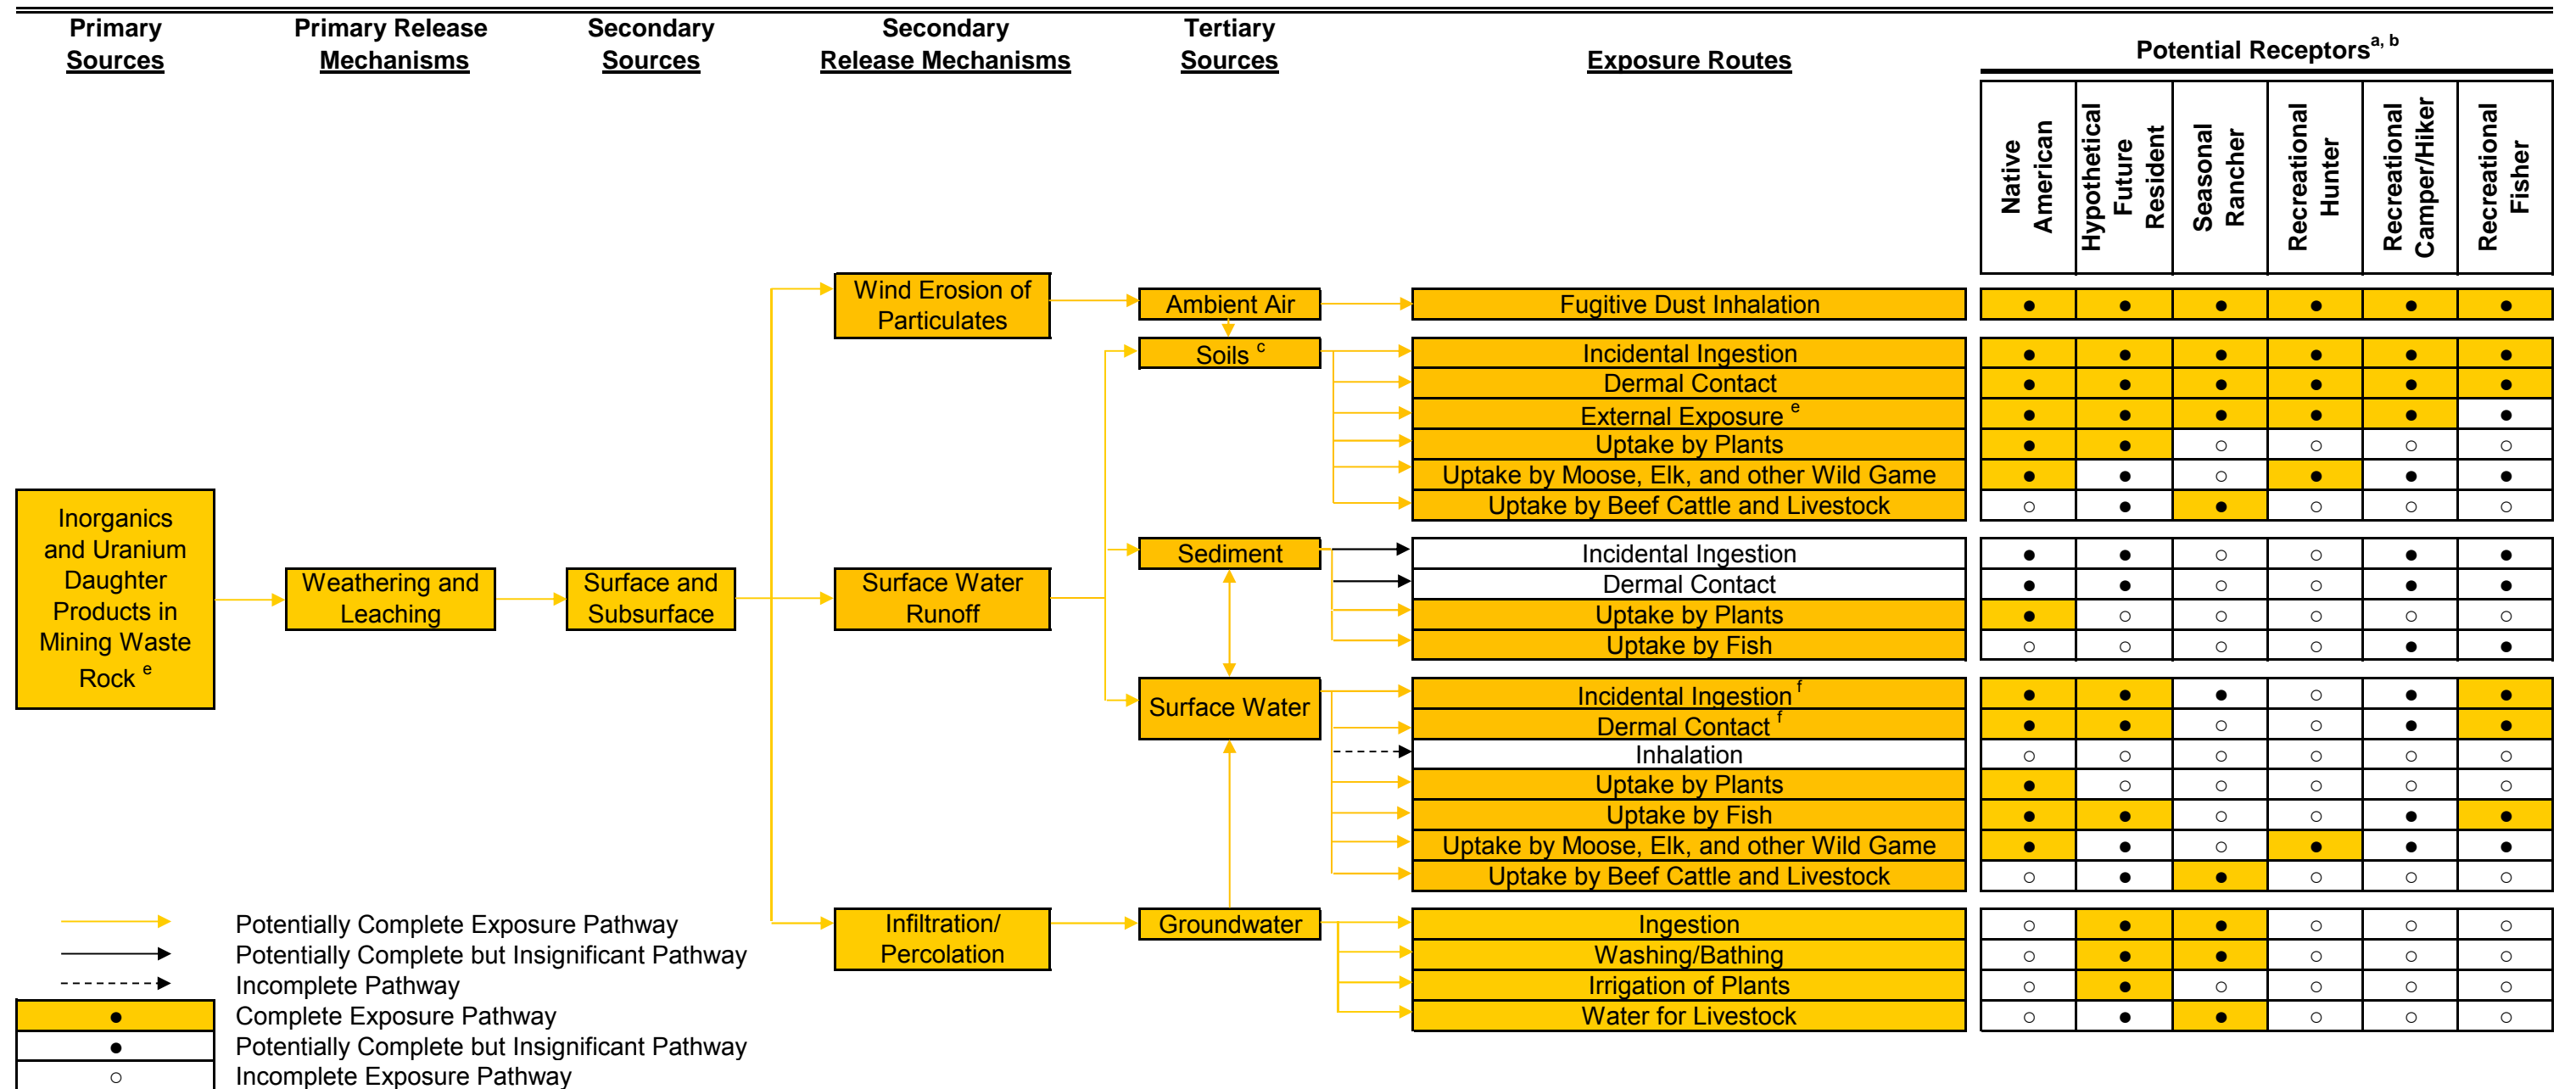 Primary Primary Release Secondary Secondary Tertiary
Sources Mechanisms Sources Release Mechanisms Sources Exposure Routes Potential Receptors a, b
Native
American
Hypothetical
Future
Resident
Seasonal
Rancher
Recreational
Hunter
Recreational
Camper/Hiker
Recreational
Fisher
Inorganics
and Uranium
Daughter
Products in
Mining Waste
Rock e
Weathering and
Leaching
Surface and
Subsurface
Wind Erosion of
Particulates
Surface Water
Runoff
Infiltration/
Percolation
Ambient Air
Soils c
Sediment
Surface Water
Groundwater
Fugitive Dust Inhalation ● ● ● ● ● ●
Incidental Ingestion ● ● ● ● ● ●
Dermal Contact ● ● ● ● ● ●
External Exposure e ● ● ● ● ● ●
Uptake by Plants ● ● ○ ○ ○ ○
Uptake by Moose, Elk, and other Wild Game ● ● ○ ● ● ●
Uptake by Beef Cattle and Livestock ○ ● ● ○ ○ ○
Incidental Ingestion ● ● ○ ○ ● ●
Dermal Contact ● ● ○ ○ ● ●
Uptake by Plants ● ○ ○ ○ ○ ○
Uptake by Fish ○ ○ ○ ○ ● ●
Incidental Ingestion f ● ● ● ○ ● ●
Dermal Contact f ● ● ○ ○ ● ●
Inhalation ○ ○ ○ ○ ○ ○
Uptake by Plants ● ○ ○ ○ ○ ○
Uptake by Fish ● ● ○ ○ ● ●
Uptake by Moose, Elk, and other Wild Game ● ● ○ ● ● ●
Uptake by Beef Cattle and Livestock ○ ● ● ○ ○ ○
Ingestion ○ ● ● ○ ○ ○
Washing/Bathing ○ ● ● ○ ○ ○
Irrigation of Plants ○ ● ○ ○ ○ ○
Water for Livestock ○ ● ● ○ ○ ○
Potentially Complete Exposure Pathway
Potentially Complete but Insignificant Pathway
Incomplete Pathway
● Complete Exposure Pathway
● Potentially Complete but Insignificant Pathway
○ Incomplete Exposure Pathway